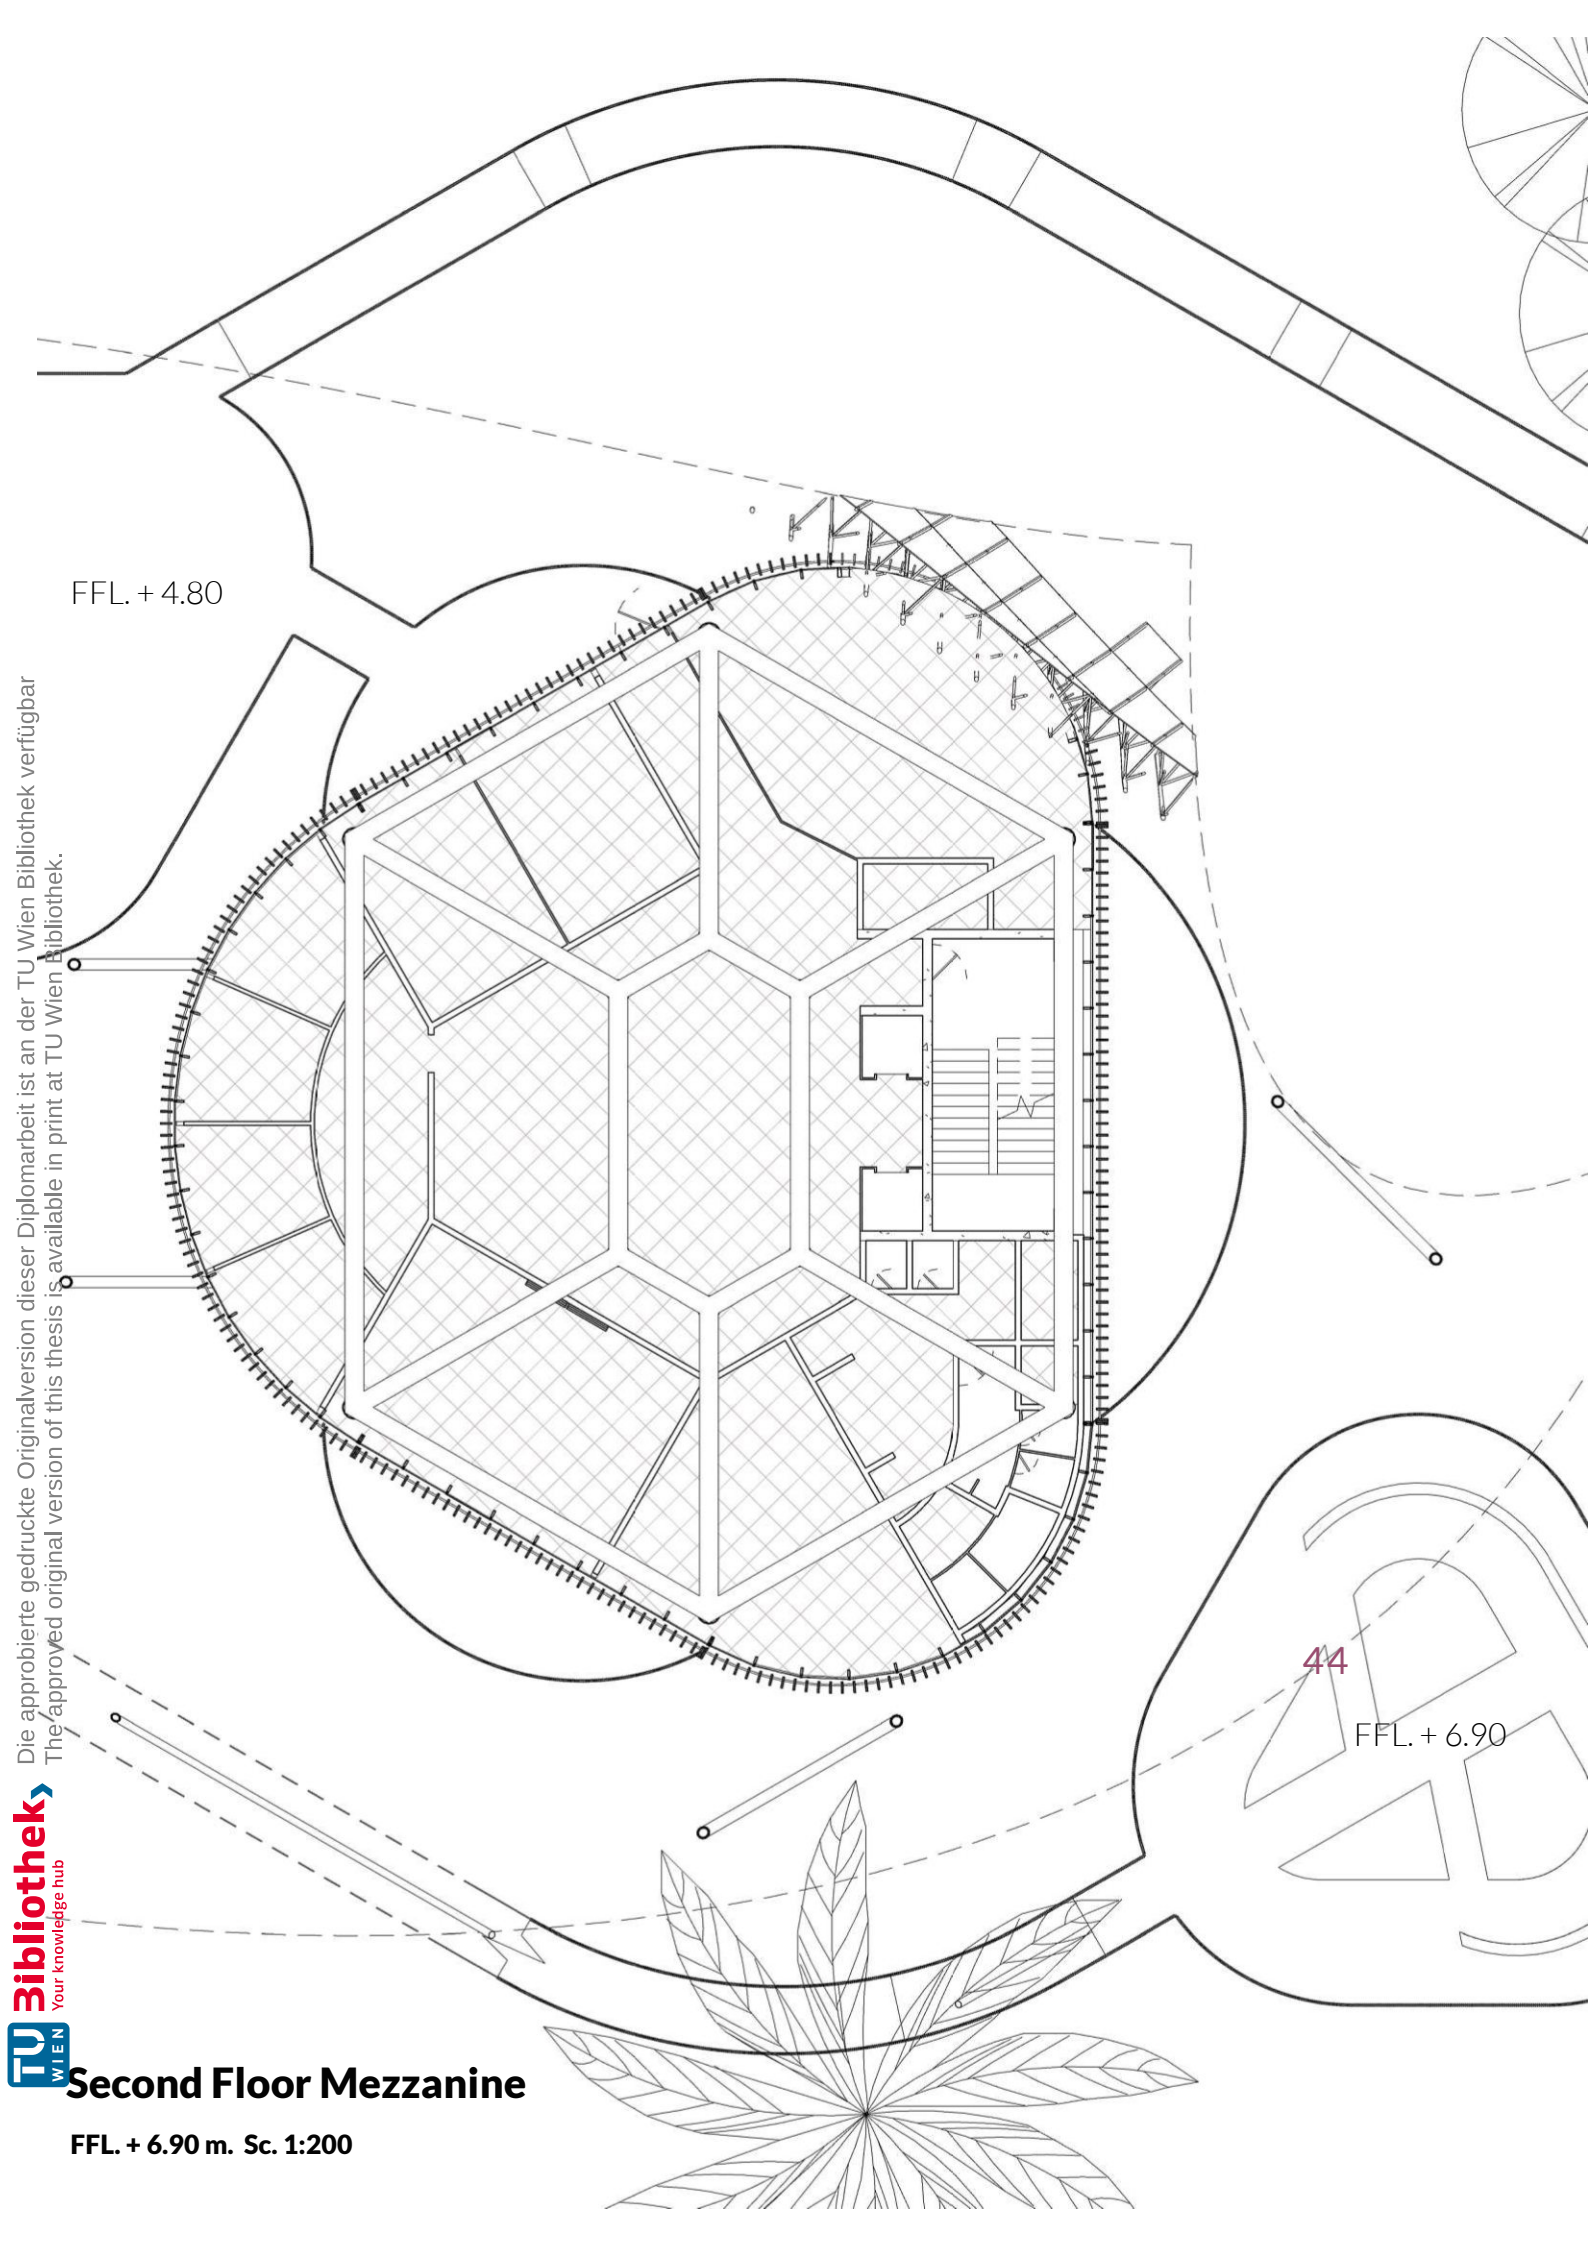 FFL. + 4.80
Die approbierte gedruckte Originalversion dieser Diplomarbeit ist an der TU Wien Bibliothek verfügbar
The approved original version of this thesis is available in print at TU Wien Bibliothek.
44
FFL. + 6.90
Bibliothek
Your knowledge hub
TU
WIEN
Second Floor Mezzanine
FFL. + 6.90 m. Sc. 1:200